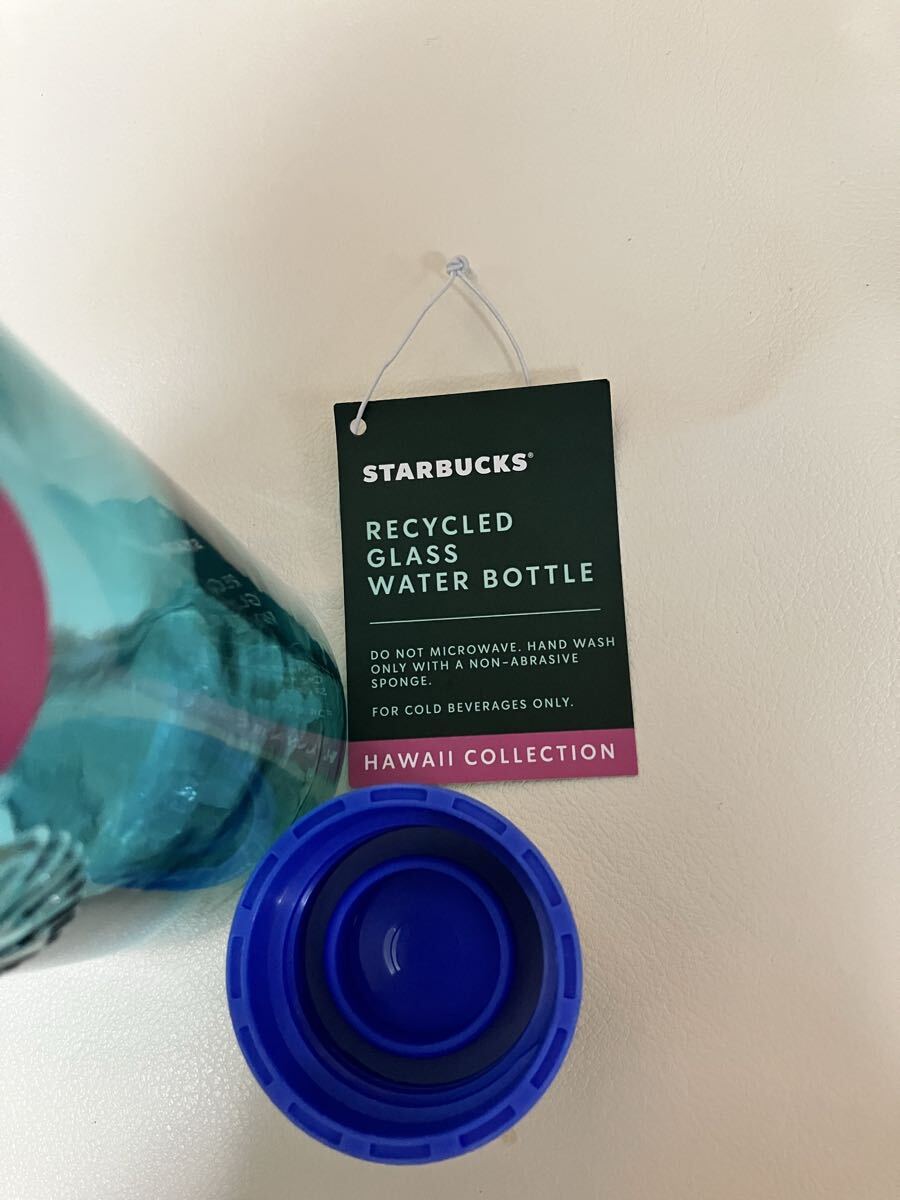 STARBUCKS®
RECYCLED
GLASS
WATER BOTTLE
DO NOT MICROWAVE. HAND WASH
ONLY WITH A NON-ABRASIVE
SPONGE.
FOR COLD BEVERAGES ONLY.
HAWAII COLLECTION